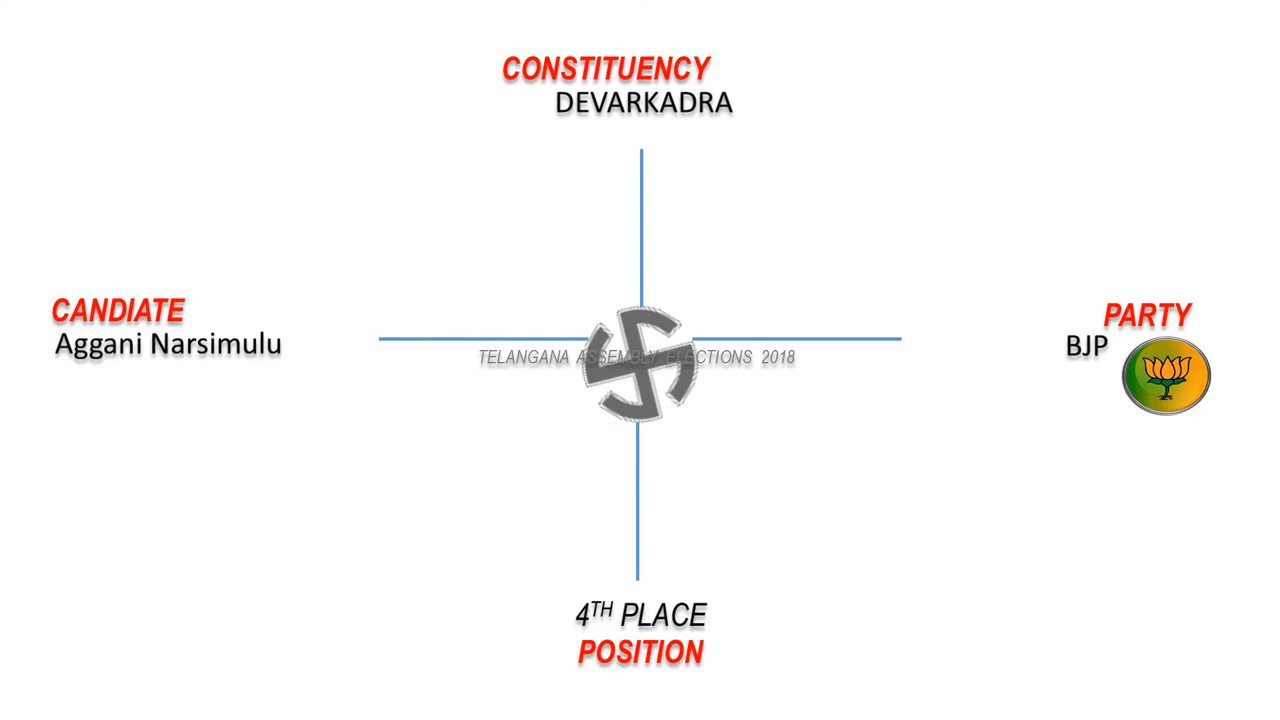 CONSTITUENCY
DEVARKADRA
CANDIATE
Aggani Narsimulu
PARTY
BJP
TELANGANA ASSEMBLY ELECTIONS 2018
4TH PLACE
POSITION